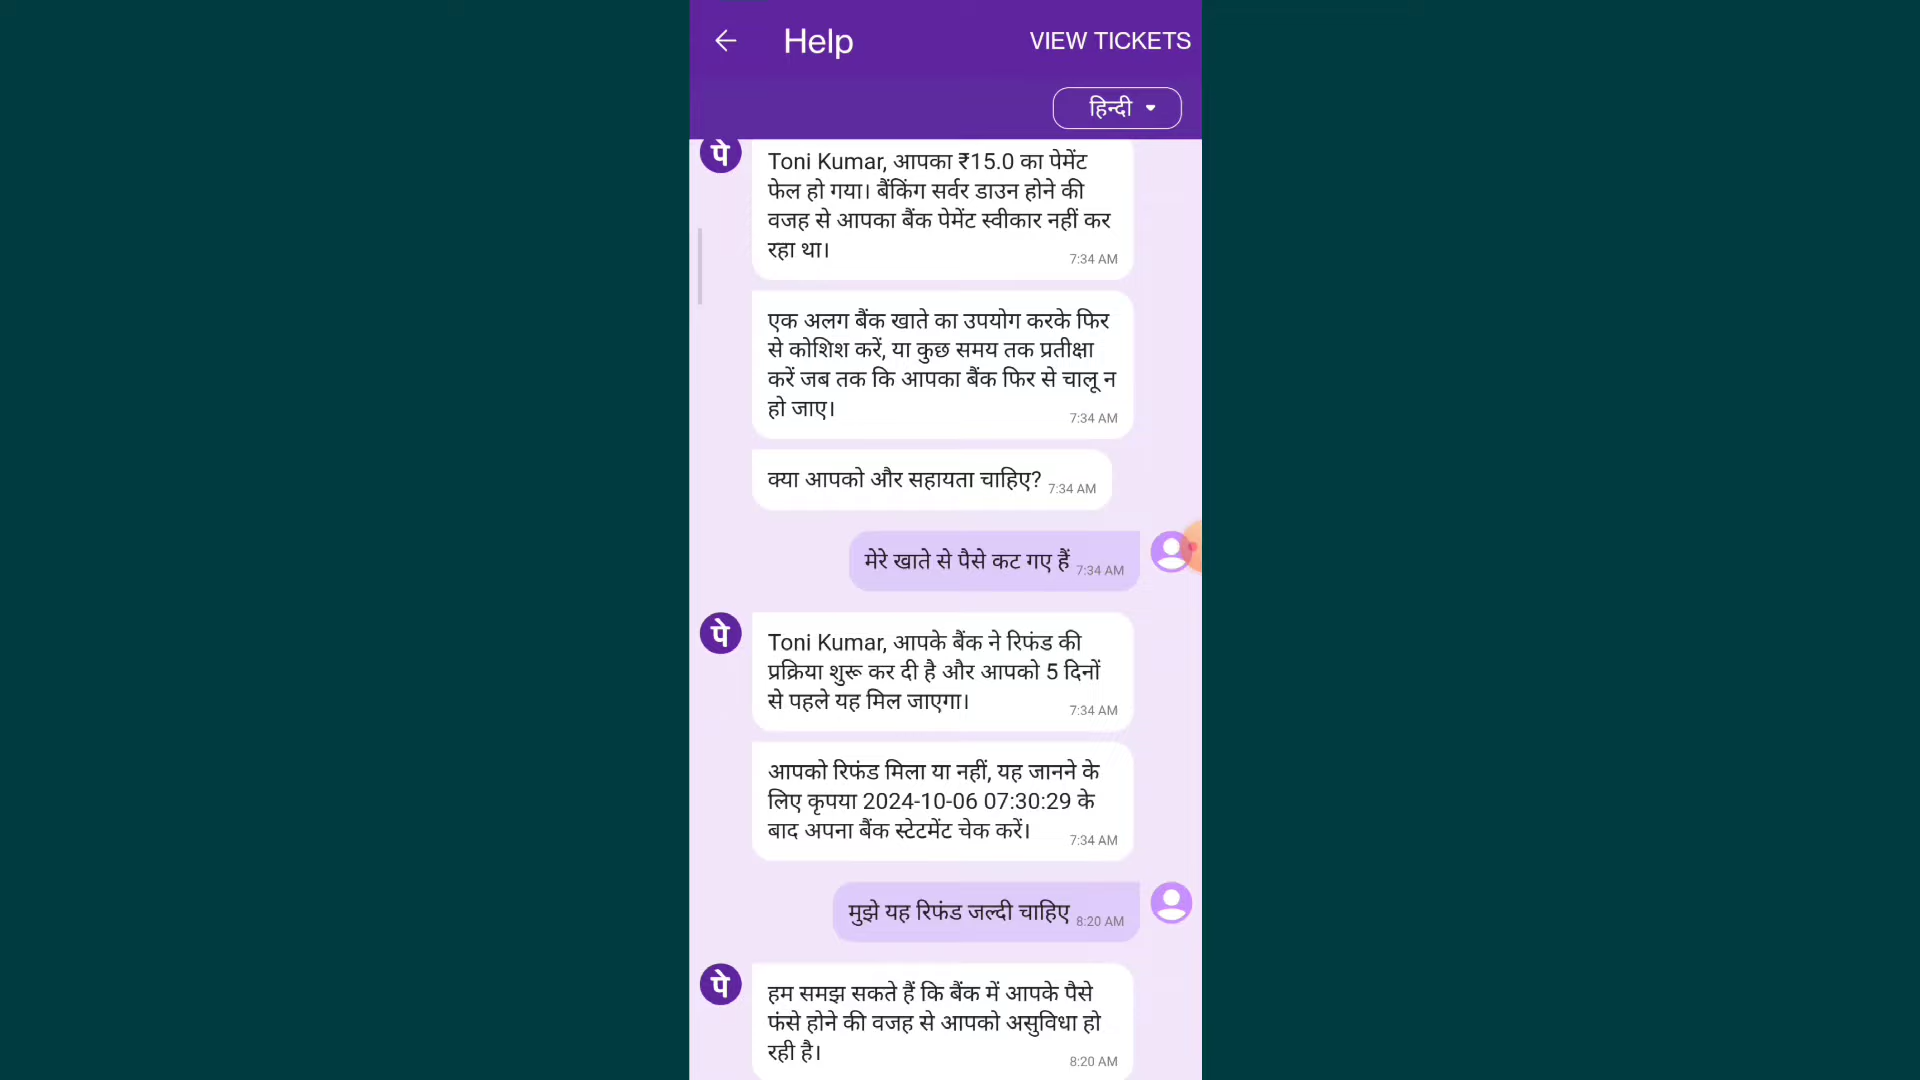 Help
VIEW TICKETS
हिन्दी
पे
Toni Kumar, आपका ₹15.0 का पेमेंट
फेल हो गया। बैंकिंग सर्वर डाउन होने की
वजह से आपका बैंक पेमेंट स्वीकार नहीं कर
रहा था।
7:34 AM
एक अलग बैंक खाते का उपयोग करके फिर
से कोशिश करें, या कुछ समय तक प्रतीक्षा
करें जब तक कि आपका बैंक फिर से चालू न
हो जाए।
7:34 AM
क्या आपको और सहायता चाहिए? 7:34 AM
मेरे खाते से पैसे कट गए हैं 7:34 AM
पे
Toni Kumar, आपके बैंक ने रिफंड की
प्रक्रिया शुरू कर दी है और आपको 5 दिनों
से पहले यह मिल जाएगा।
7:34 AM
आपको रिफंड मिला या नहीं, यह जानने के
लिए कृपया 2024-10-06 07:30:29 के
बाद अपना बैंक स्टेटमेंट चेक करें।
7:34 AM
मुझे यह रिफंड जल्दी चाहिए 8:20 AM
पे
हम समझ सकते हैं कि बैंक में आपके पैसे
फंसे होने की वजह से आपको असुविधा हो
रही है।
8:20 AM